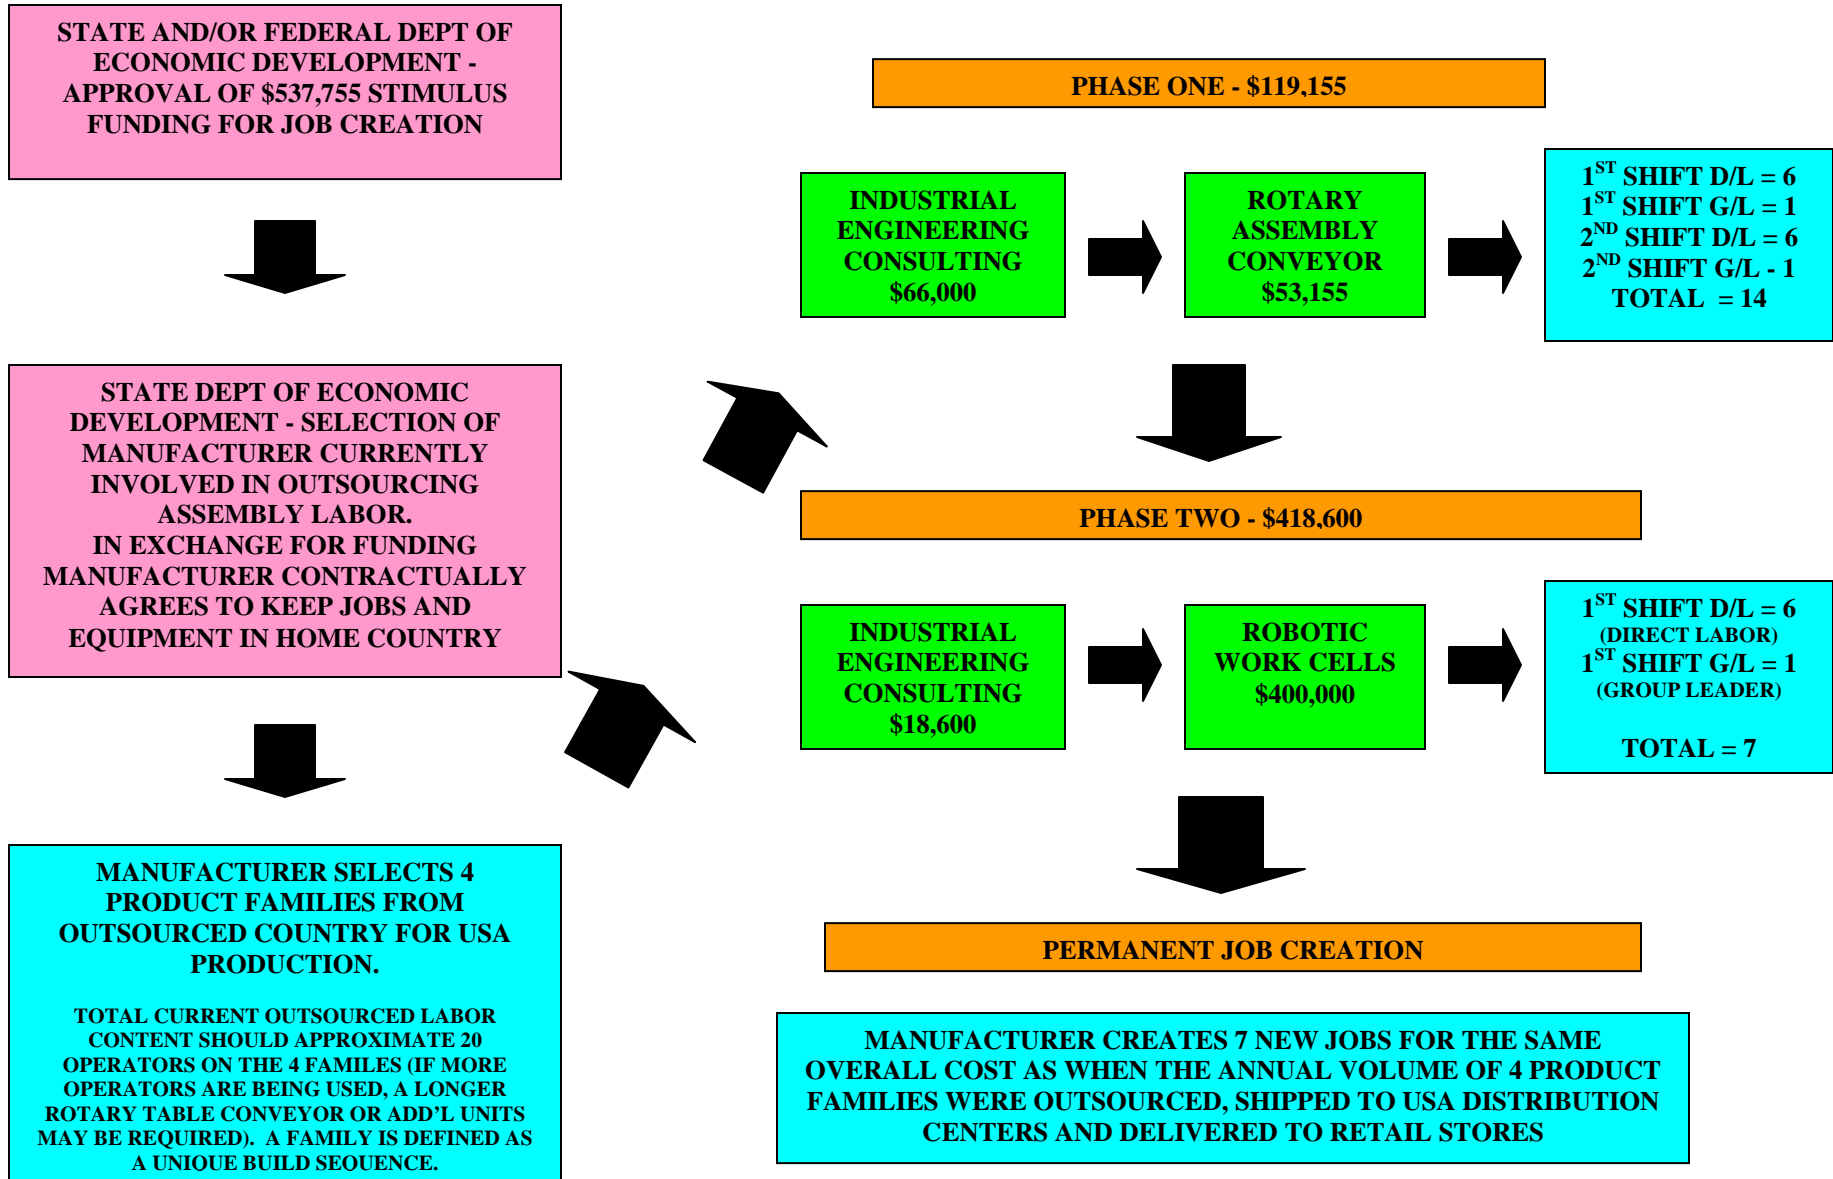 STATE AND/OR FEDERAL DEPT OF
ECONOMIC DEVELOPMENT -
APPROVAL OF $537,755 STIMULUS
FUNDING FOR JOB CREATION
STATE DEPT OF ECONOMIC
DEVELOPMENT - SELECTION OF
MANUFACTURER CURRENTLY
INVOLVED IN OUTSOURCING
ASSEMBLY LABOR.
IN EXCHANGE FOR FUNDING
MANUFACTURER CONTRACTUALLY
AGREES TO KEEP JOBS AND
EQUIPMENT IN HOME COUNTRY
MANUFACTURER SELECTS 4
PRODUCT FAMILIES FROM
OUTSOURCED COUNTRY FOR USA
PRODUCTION.
TOTAL CURRENT OUTSOURCED LABOR
CONTENT SHOULD APPROXIMATE 20
OPERATORS ON THE 4 FAMILES (IF MORE
OPERATORS ARE BEING USED, A LONGER
ROTARY TABLE CONVEYOR OR ADD'L UNITS
MAY BE REQUIRED). A FAMILY IS DEFINED AS
A UNIQUE BUILD SEQUENCE.
PHASE ONE - $119,155
INDUSTRIAL
ENGINEERING
CONSULTING
$66,000
ROTARY
ASSEMBLY
CONVEYOR
$53,155
1ST SHIFT D/L = 6
1ST SHIFT G/L = 1
2ND SHIFT D/L = 6
2ND SHIFT G/L - 1
TOTAL = 14
PHASE TWO - $418,600
INDUSTRIAL
ENGINEERING
CONSULTING
$18,600
ROBOTIC
WORK CELLS
$400,000
1ST SHIFT D/L = 6
(DIRECT LABOR)
1ST SHIFT G/L = 1
(GROUP LEADER)
TOTAL = 7
PERMANENT JOB CREATION
MANUFACTURER CREATES 7 NEW JOBS FOR THE SAME
OVERALL COST AS WHEN THE ANNUAL VOLUME OF 4 PRODUCT
FAMILIES WERE OUTSOURCED, SHIPPED TO USA DISTRIBUTION
CENTERS AND DELIVERED TO RETAIL STORES